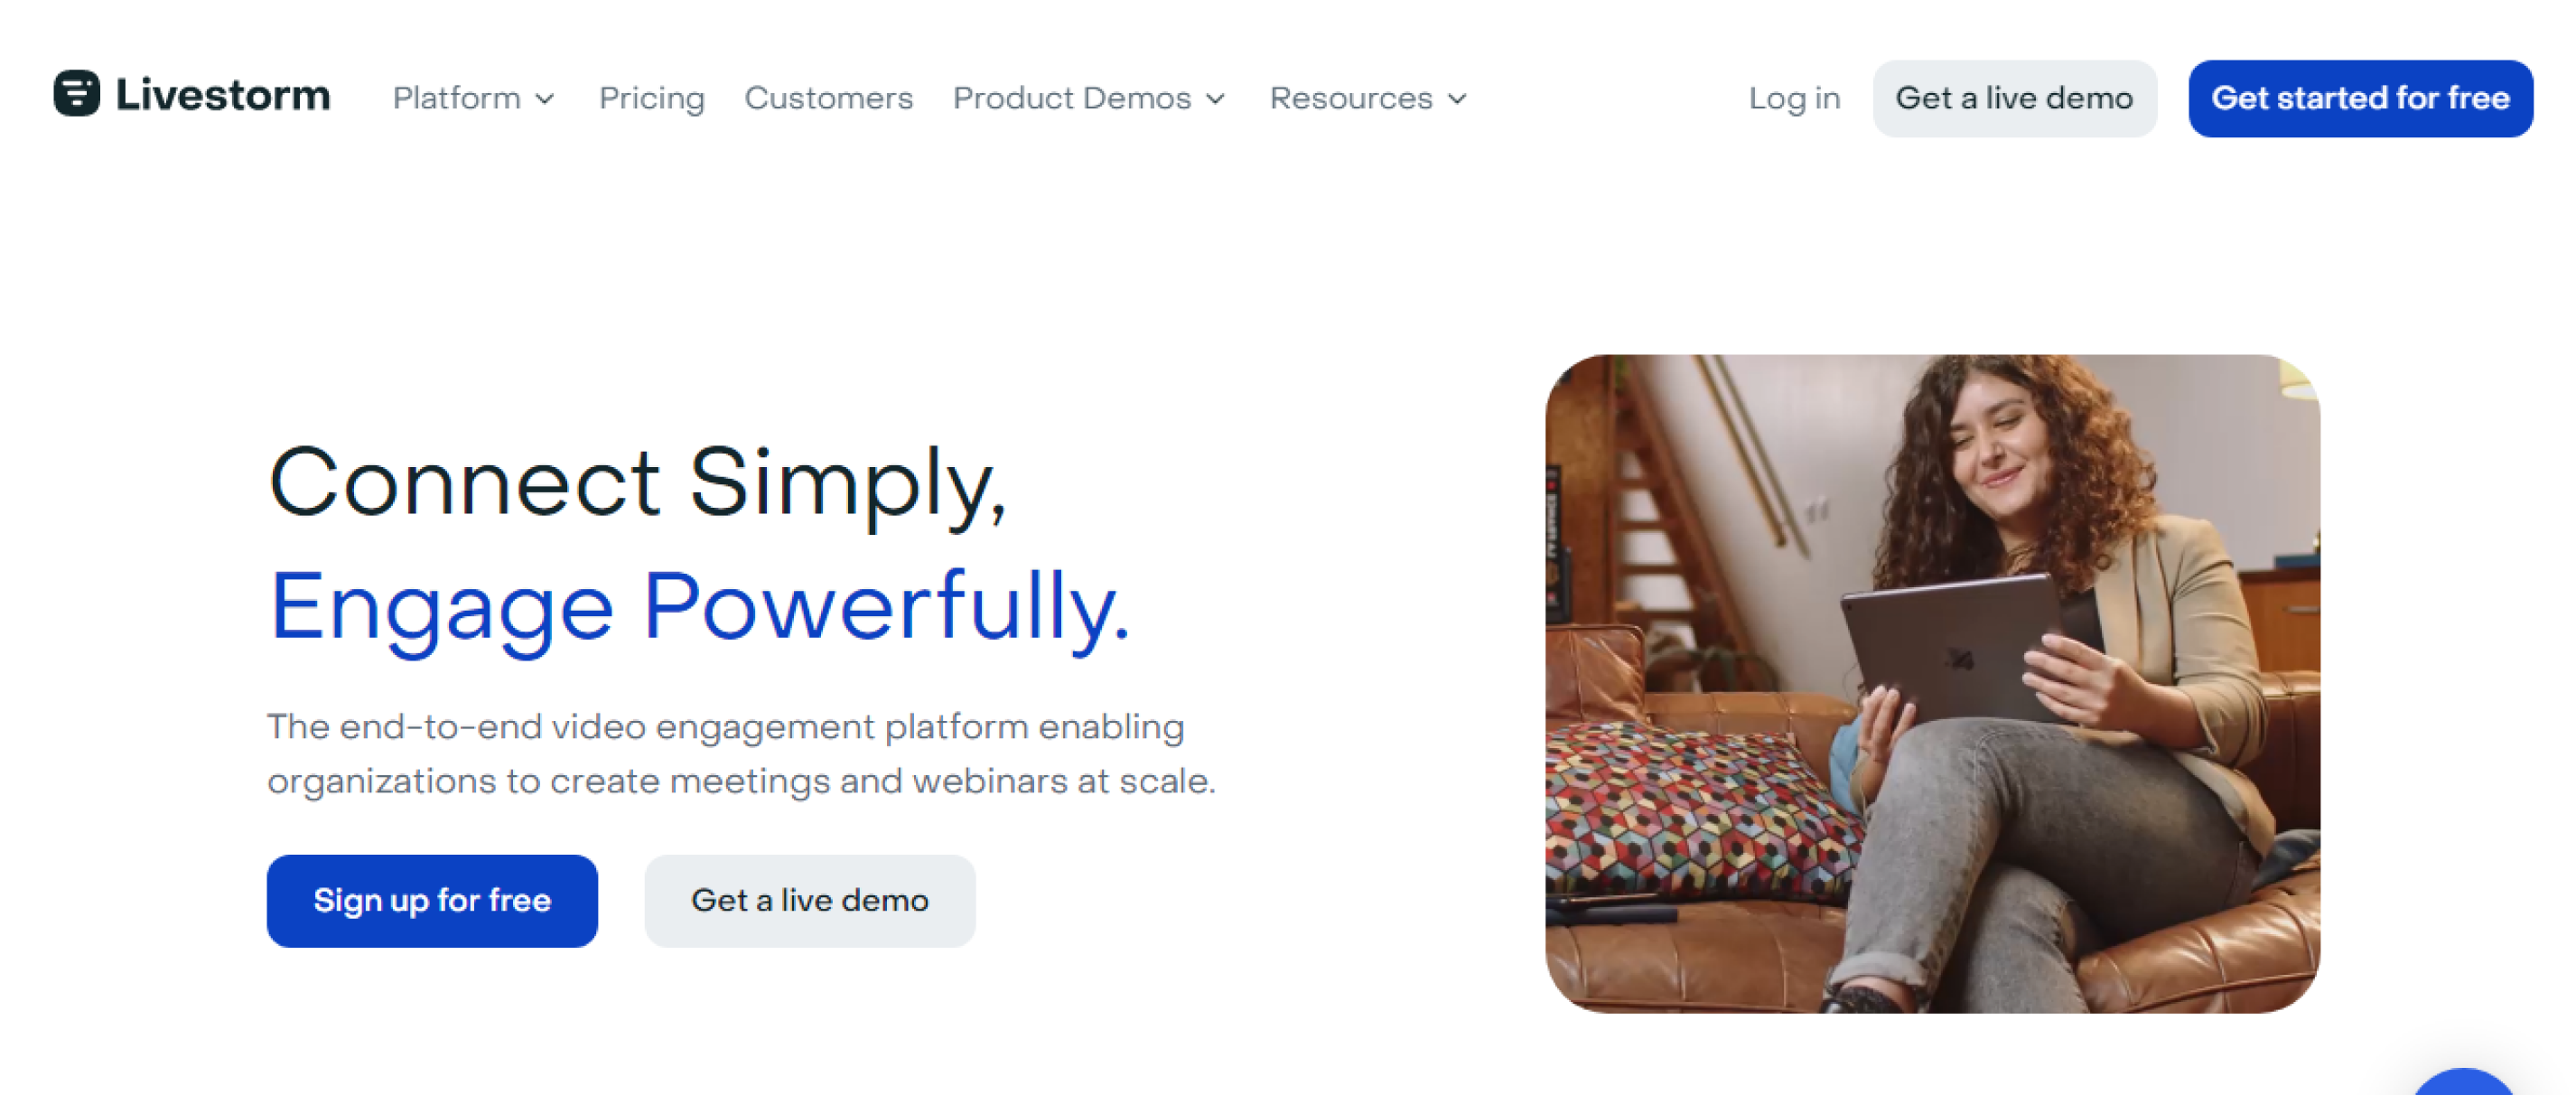 Livestorm Platform Pricing Customers Product Demos Resources Log in Get a live demo Get started for free
Connect Simply,
Engage Powerfully.
The end-to-end video engagement platform enabling
organizations to create meetings and webinars at scale.
Sign up for free Get a live demo